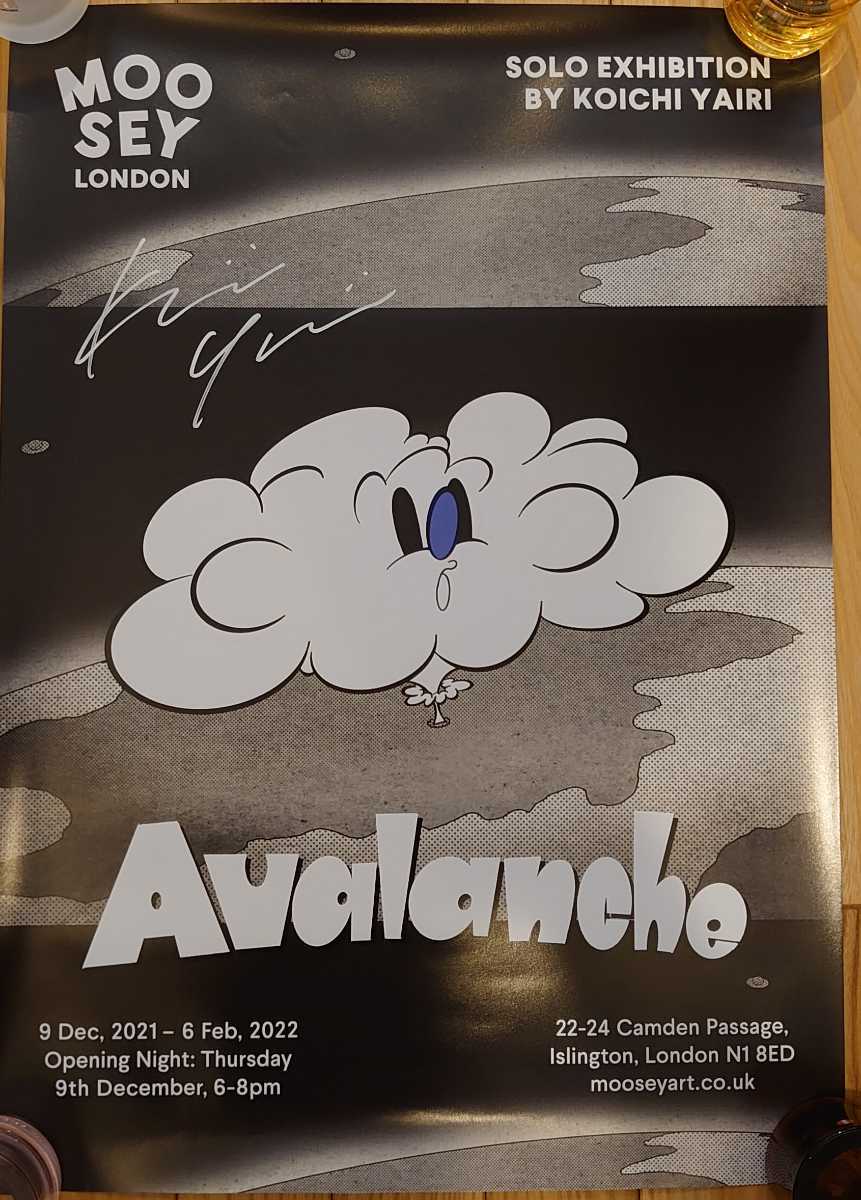 MOO
SEY
LONDON
SOLO EXHIBITION
BY KOICHI YAIRI
Avalanche
9 Dec, 2021 – 6 Feb, 2022
Opening Night: Thursday
9th December, 6-8pm
22-24 Camden Passage,
Islington, London N1 8ED
mooseyart.co.uk